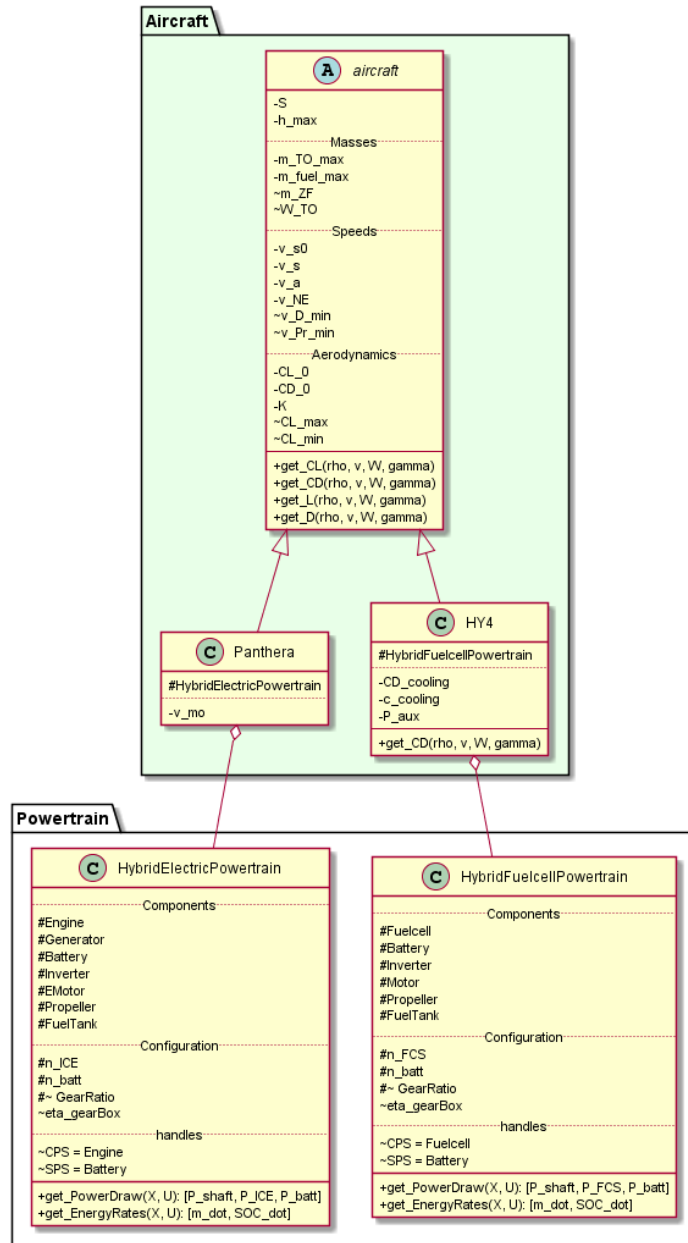 Aircraft
A aircraft
-S
-h_max
Masses
-m_TO_max
-m_fuel_max
~m_ZF
~W_TO
Speeds
-v_s0
-v_s
-v_a
-v_NE
~v_D_min
~v_Pr_min
Aerodynamics
-CL_0
-CD_0
-K
~CL_max
~CL_min
+get_CL(rho, v, W, gamma)
+get_CD(rho, v, W, gamma)
+get_L(rho, v, W, gamma)
+get_D(rho, v, W, gamma)
C Panthera
#HybridElectricPowertrain
-v_mo
C HY4
#HybridFuelcellPowertrain
-CD_cooling
-c_cooling
-P_aux
+get_CD(rho, v, W, gamma)
Powertrain
C HybridElectricPowertrain
Components
#Engine
#Generator
#Battery
#Inverter
#EMotor
#Propeller
#FuelTank
Configuration
#n_ICE
#n_batt
#~ GearRatio
~eta_gearBox
handles
~CPS = Engine
~SPS = Battery
+get_PowerDraw(X, U): [P_shaft, P_ICE, P_batt]
+get_EnergyRates(X, U): [m_dot, SOC_dot]
C HybridFuelcellPowertrain
Components
#Fuelcell
#Battery
#Inverter
#Motor
#Propeller
#FuelTank
Configuration
#n_FCS
#n_batt
#~ GearRatio
~eta_gearBox
handles
~CPS = Fuelcell
~SPS = Battery
+get_PowerDraw(X, U): [P_shaft, P_FCS, P_batt]
+get_EnergyRates(X, U): [m_dot, SOC_dot]